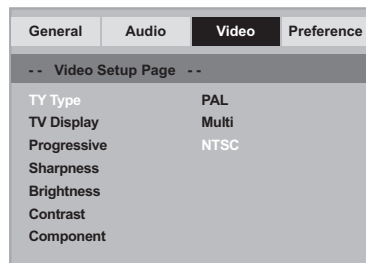 General Audio Video Preference
-- Video Setup Page --
TY Type PAL
TV Display Multi
Progressive NTSC
Sharpness
Brightness
Contrast
Component